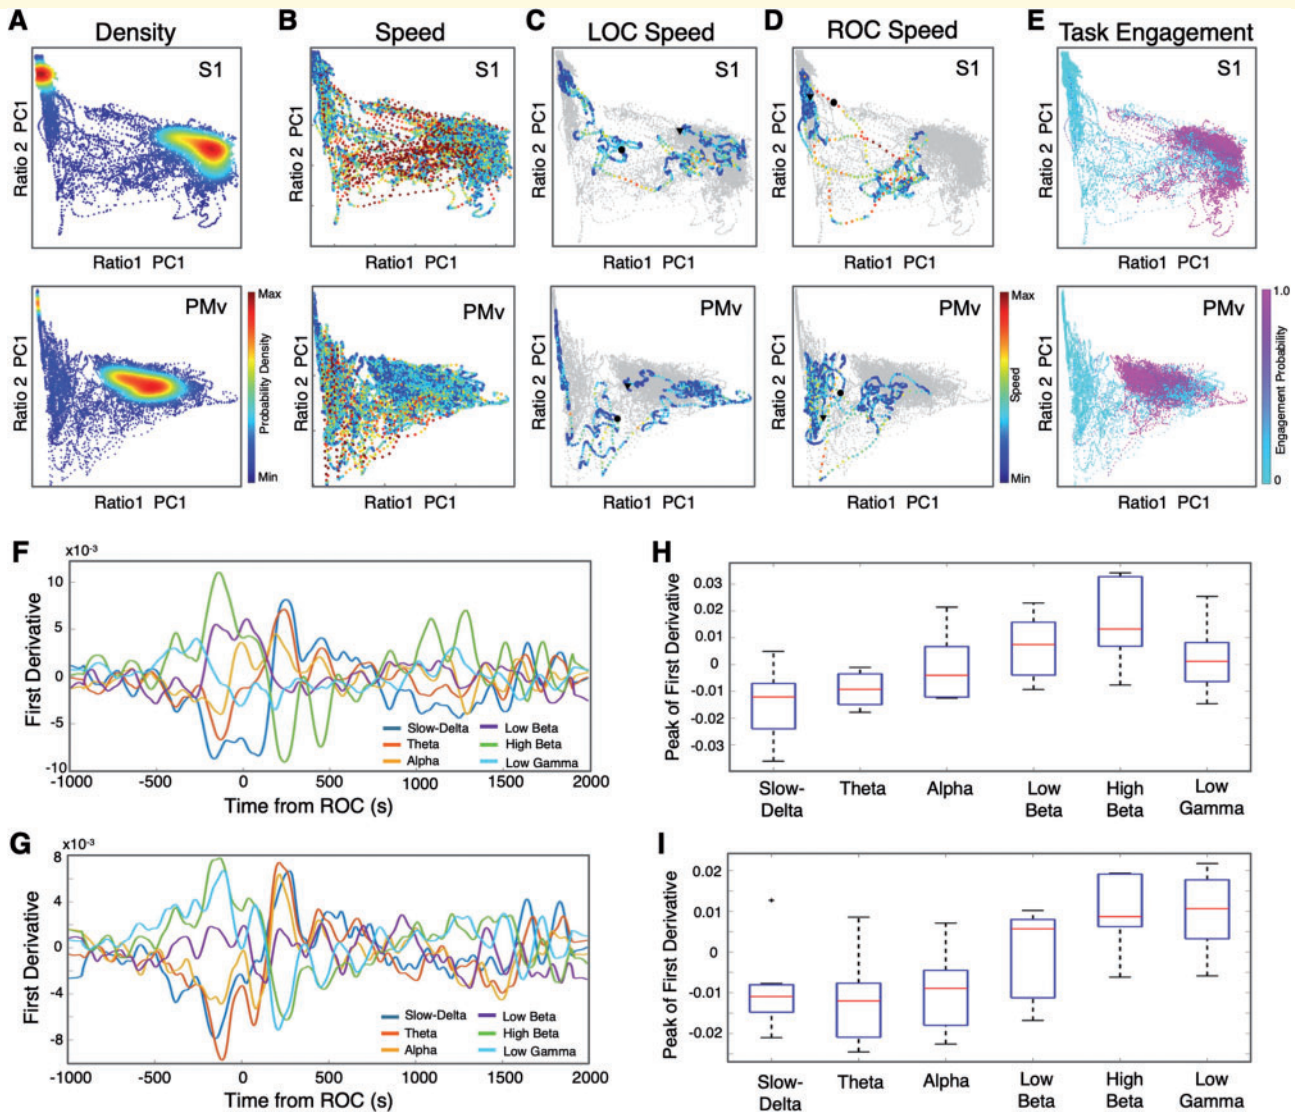 A Density
B Speed
C LOC Speed
D ROC Speed
E Task Engagement
S1
S1
S1
S1
S1
Ratio 2 PC1
Ratio 2 PC1
Ratio 2 PC1
Ratio 2 PC1
Ratio 2 PC1
Ratio1 PC1
Ratio1 PC1
Ratio1 PC1
Ratio1 PC1
Ratio1 PC1
PMv
PMv
PMv
PMv
PMv
Max
Probability Density
Min
Max
Speed
Min
1.0
Engagement Probability
0
Ratio 2 PC1
Ratio 2 PC1
Ratio 2 PC1
Ratio 2 PC1
Ratio 2 PC1
Ratio1 PC1
Ratio1 PC1
Ratio1 PC1
Ratio1 PC1
Ratio1 PC1
F
x10-3
10
5
0
-5
-10
First Derivative
Slow-Delta
Theta
Alpha
Low Beta
High Beta
Low Gamma
-1000 -500 0 500 1000 1500 2000
Time from ROC (s)
H
Peak of First Derivative
0.03
0.02
0.01
0
-0.01
-0.02
-0.03
Slow- Theta Alpha Low High Low
Delta Beta Beta Gamma
G
x10-3
8
4
0
-4
-8
First Derivative
Slow-Delta
Theta
Alpha
Low Beta
High Beta
Low Gamma
-1000 -500 0 500 1000 1500 2000
Time from ROC (s)
I
Peak of First Derivative
0.02
0.01
0
-0.01
-0.02
Slow- Theta Alpha Low High Low
Delta Beta Beta Gamma